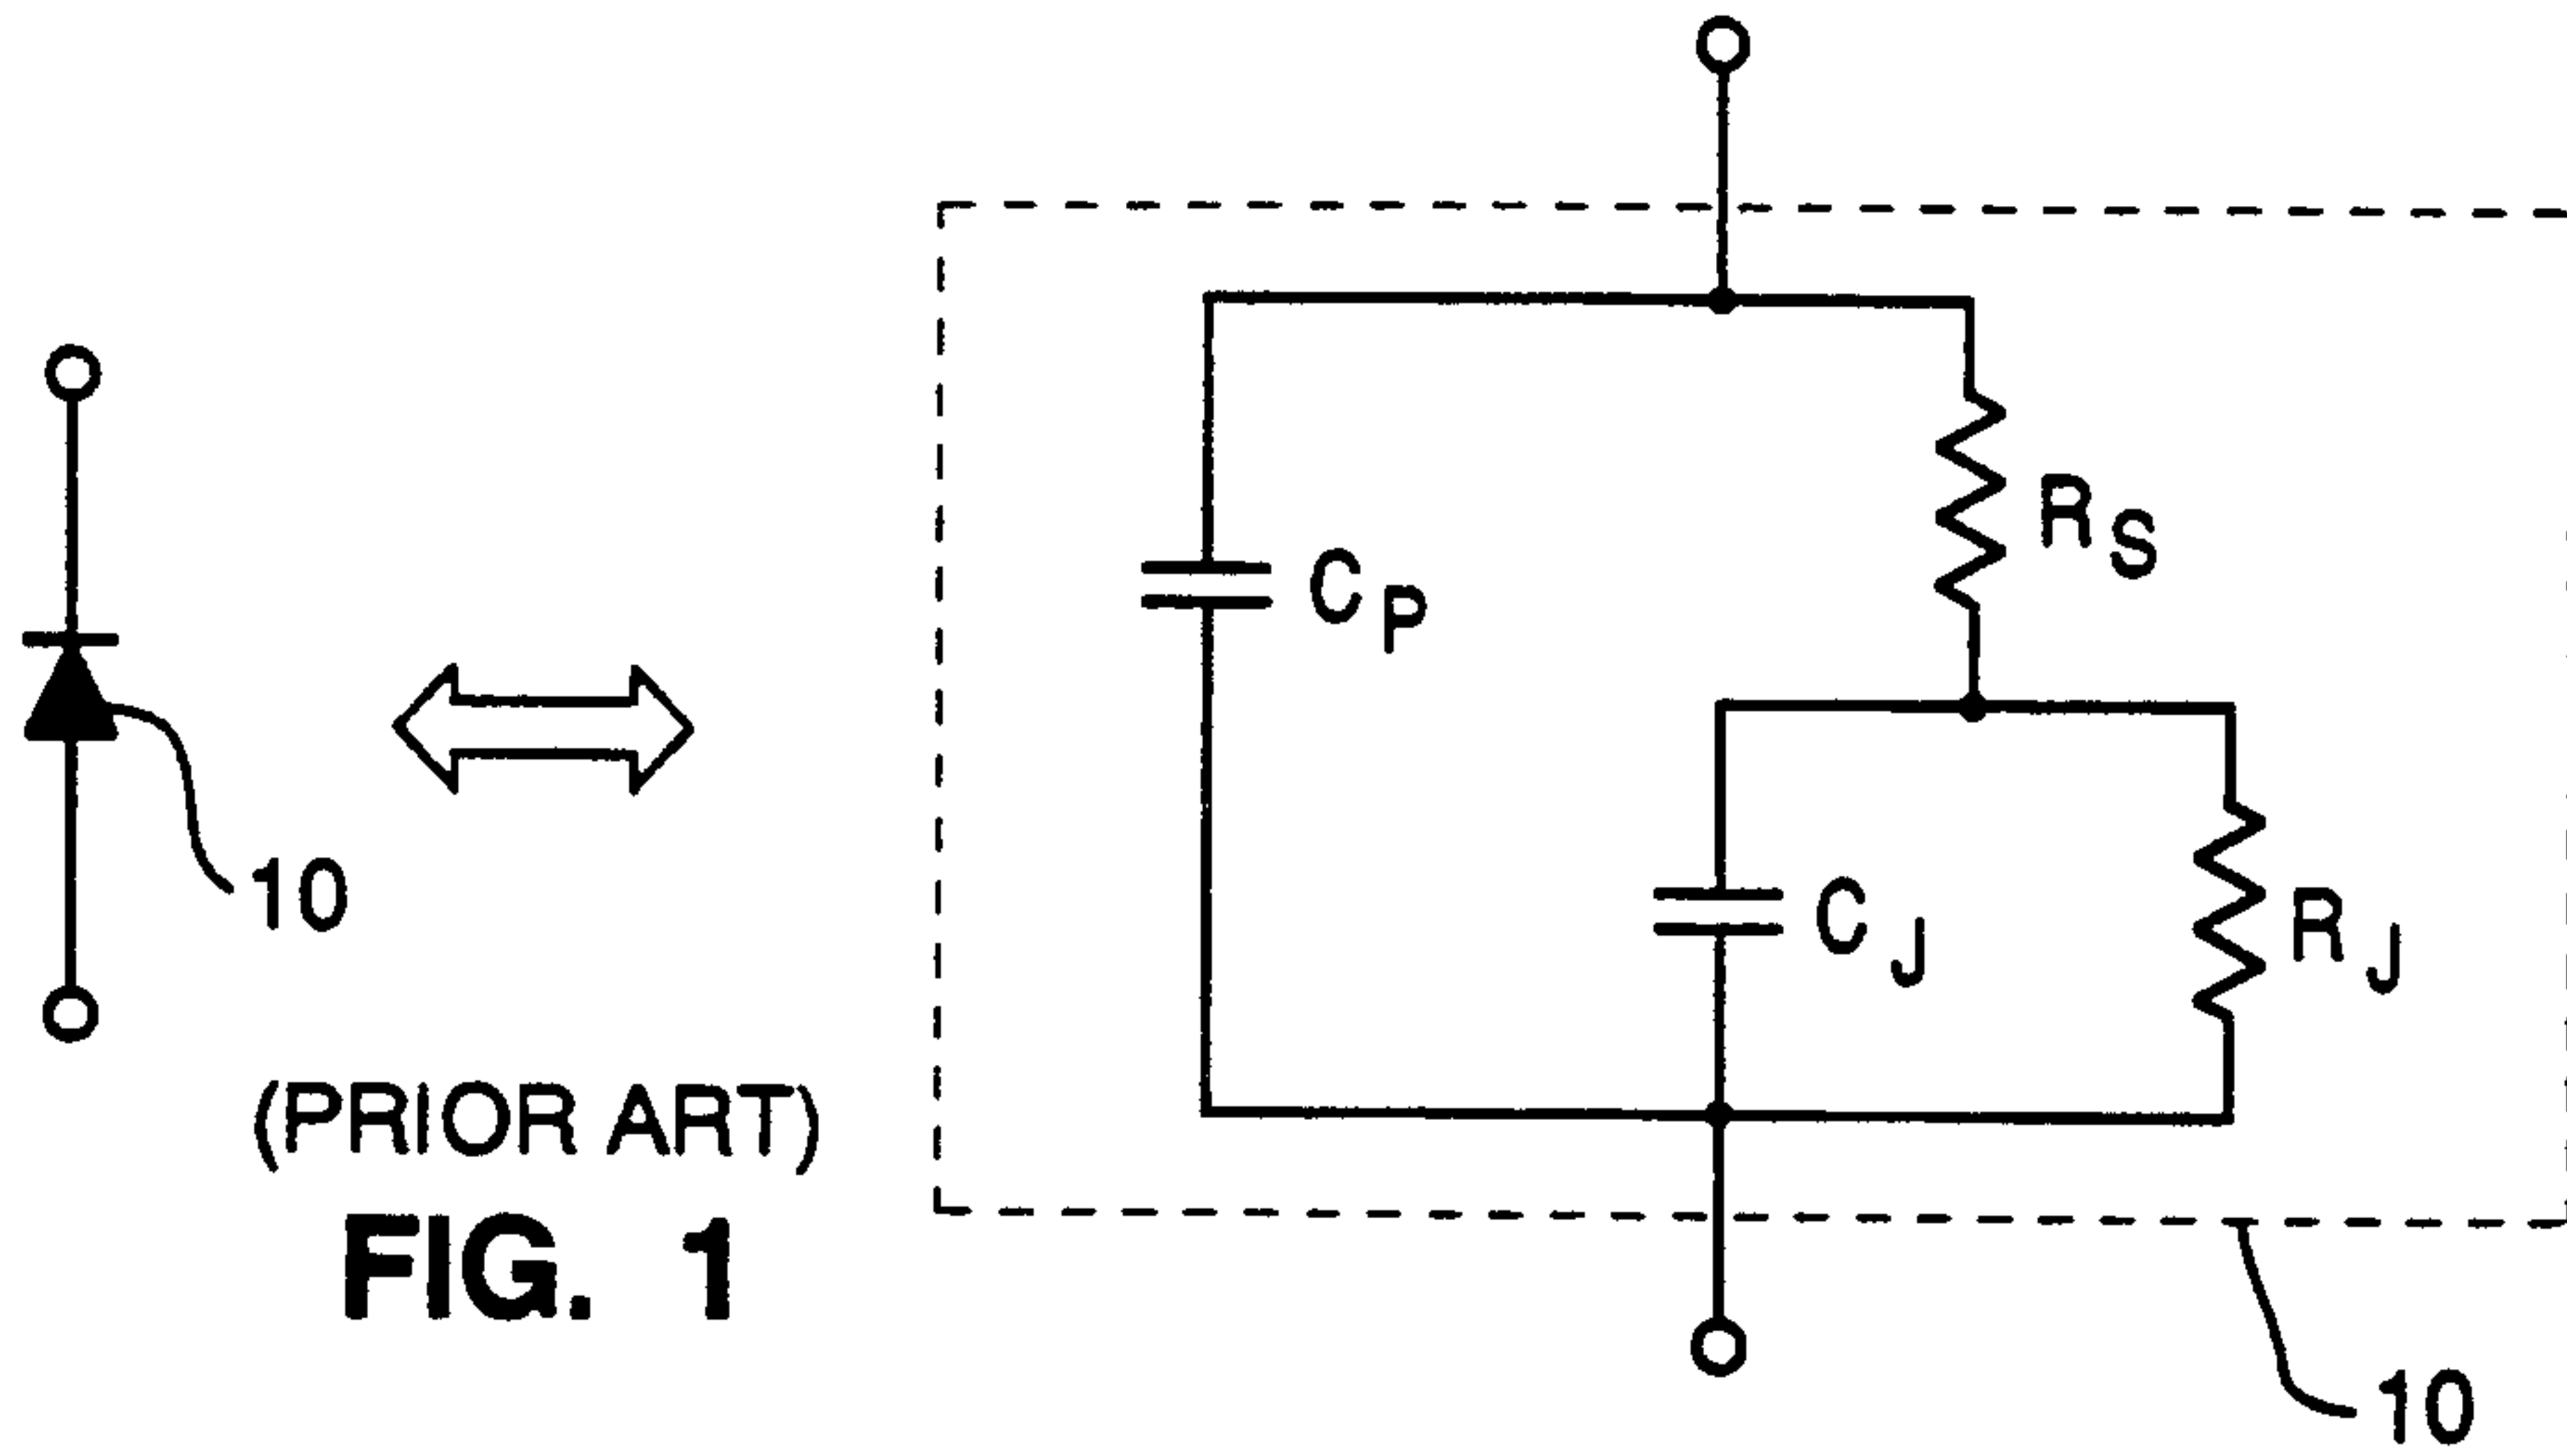 C_P
R_S
C_J
R_J
10
(PRIOR ART)
FIG. 1
10